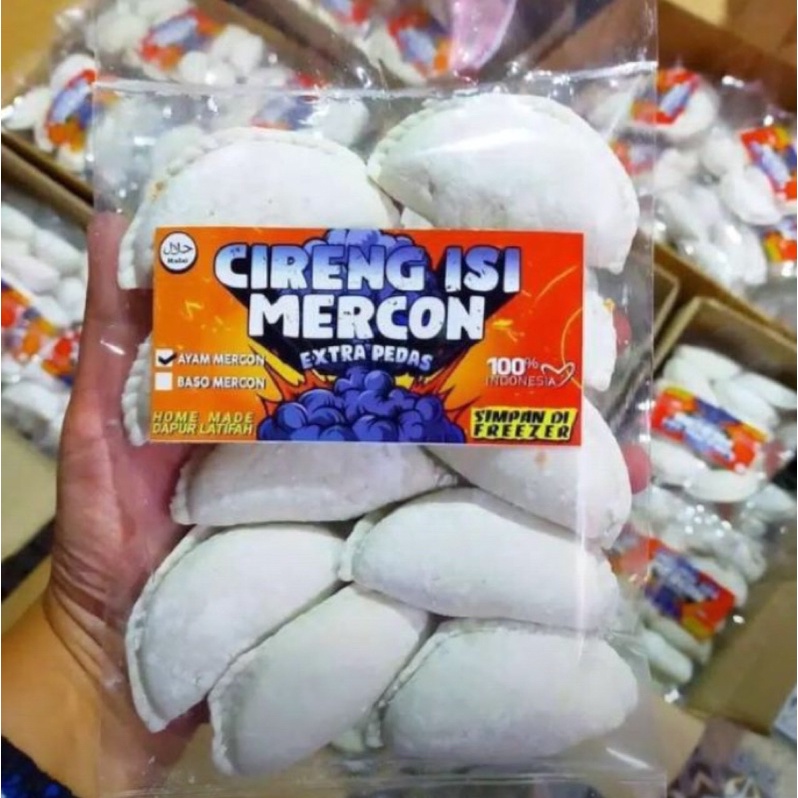 حلال
Halal
CIRENG ISI
MERCON
EXTRA PEDAS
AYAM MERCON
BASO MERCON
100% INDONESIA
HOME MADE
DAPUR LATIFAH
SIMPAN DI
FREEZER